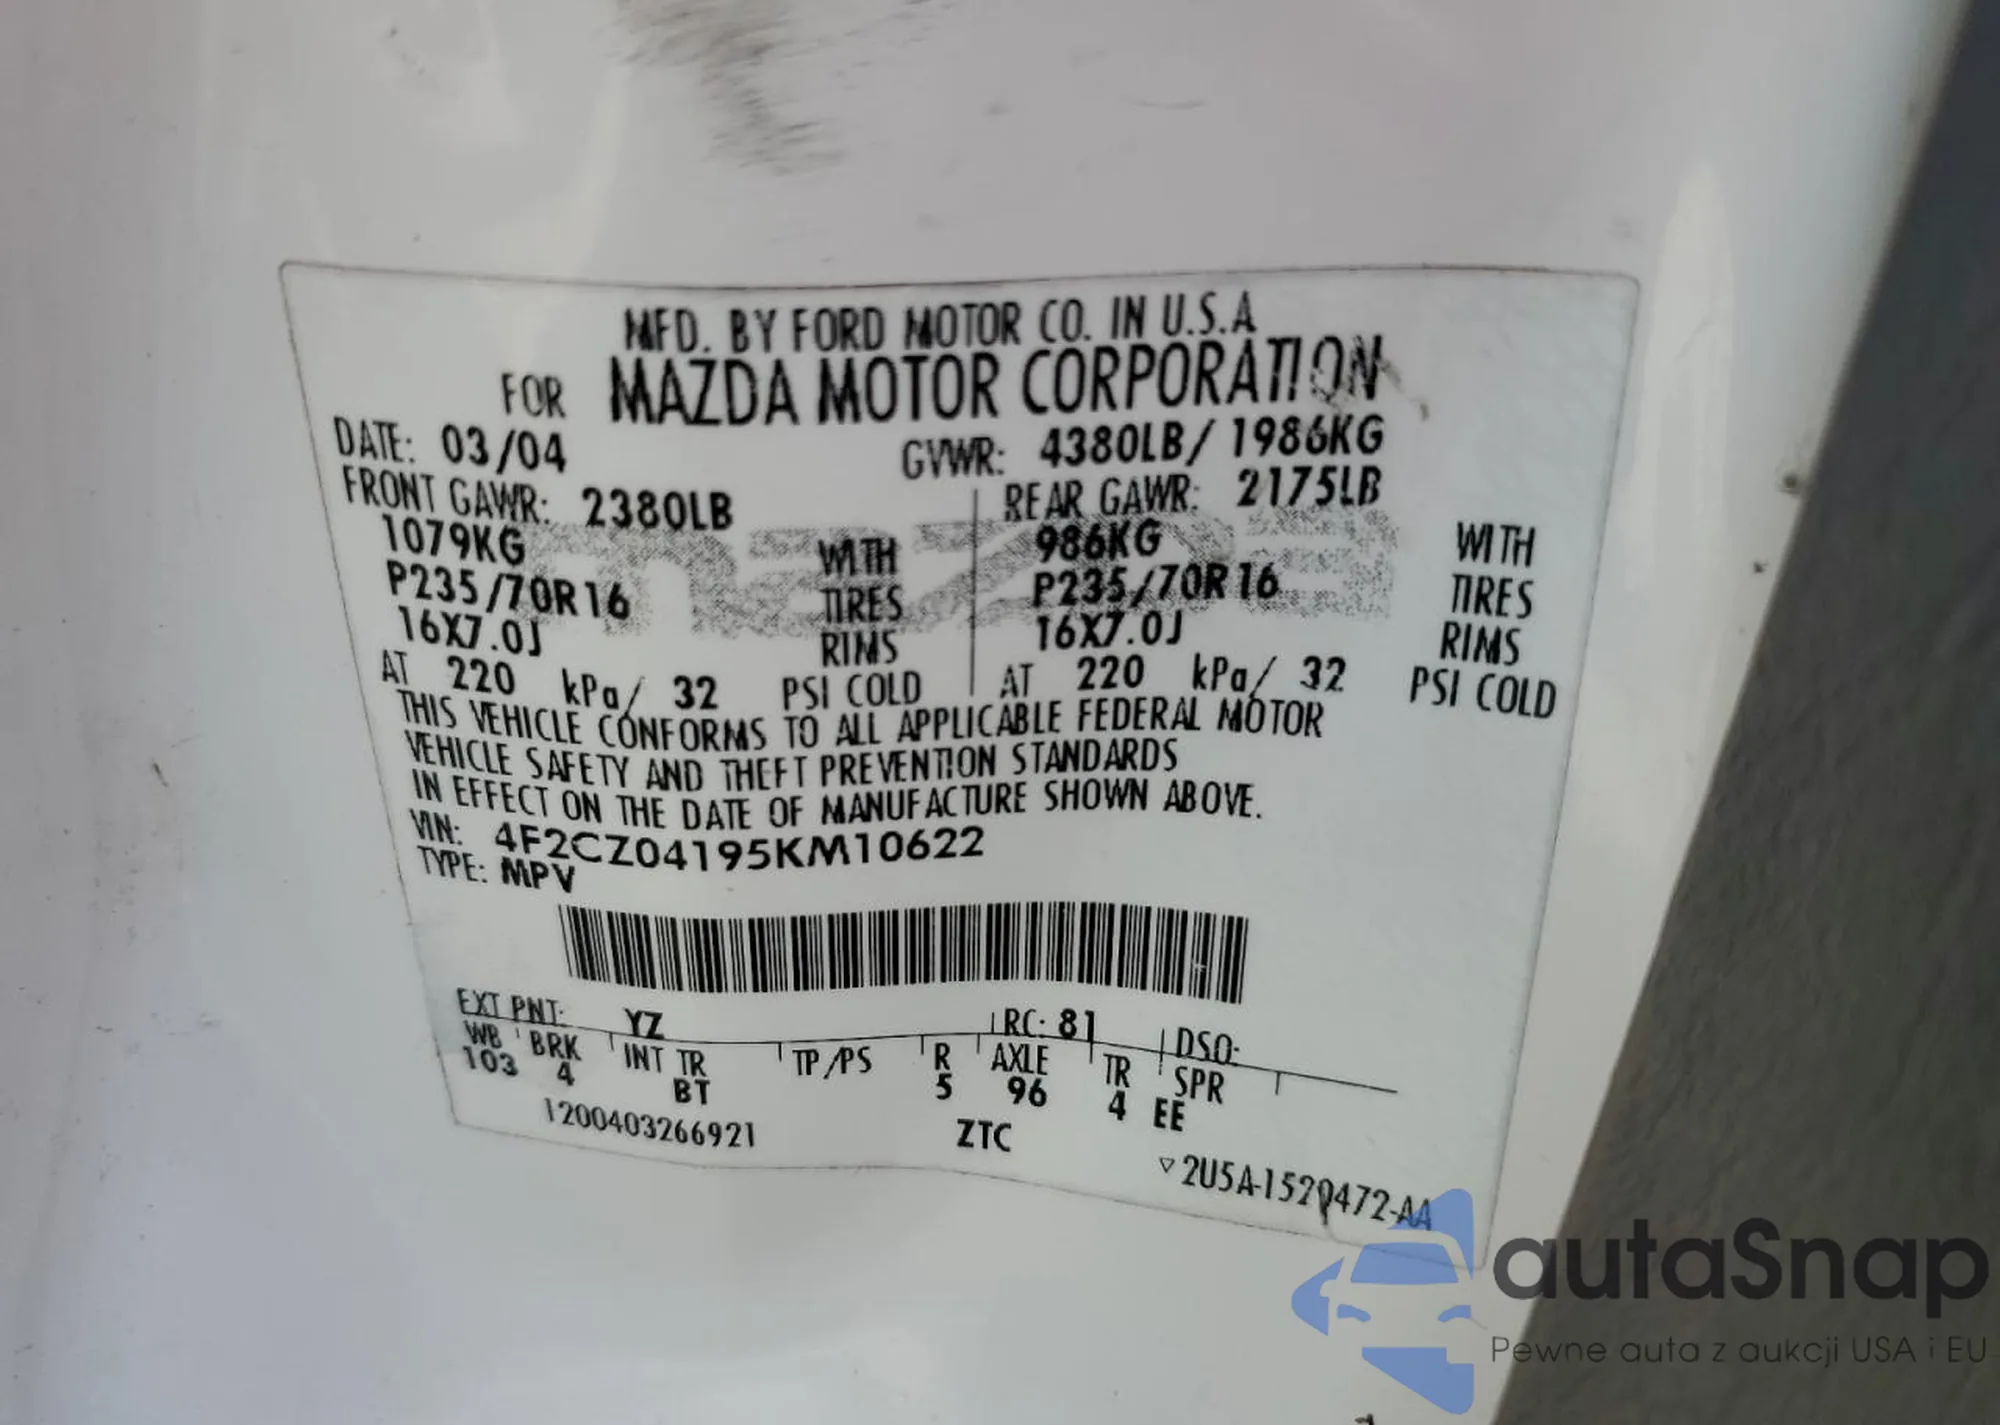 MFD. BY FORD MOTOR CO. IN U.S.A
FOR MAZDA MOTOR CORPORATION
DATE: 03/04 GVWR: 4380LB/ 1986KG
FRONT GAWR: 2380LB REAR GAWR: 2175LB
1079KG WITH 986KG WITH
P235/70R16 TIRES P235/70R16 TIRES
16X7.0J RIMS 16X7.0J RIMS
AT 220 kPa/ 32 PSI COLD AT 220 kPa/ 32 PSI COLD
THIS VEHICLE CONFORMS TO ALL APPLICABLE FEDERAL MOTOR
VEHICLE SAFETY AND THEFT PREVENTION STANDARDS
IN EFFECT ON THE DATE OF MANUFACTURE SHOWN ABOVE.
VIN: 4F2CZ04195KM10622
TYPE: MPV
EXT PNT: YZ RC: 81 DSO:
WB BRK INT TR TP/PS R AXLE TR SPR
103 4 BT 5 96 4 EE
1200403266921 ZTC
▽ 2U5A-1520472-AA
autaSnap
Pewne auta z aukcji USA i EU